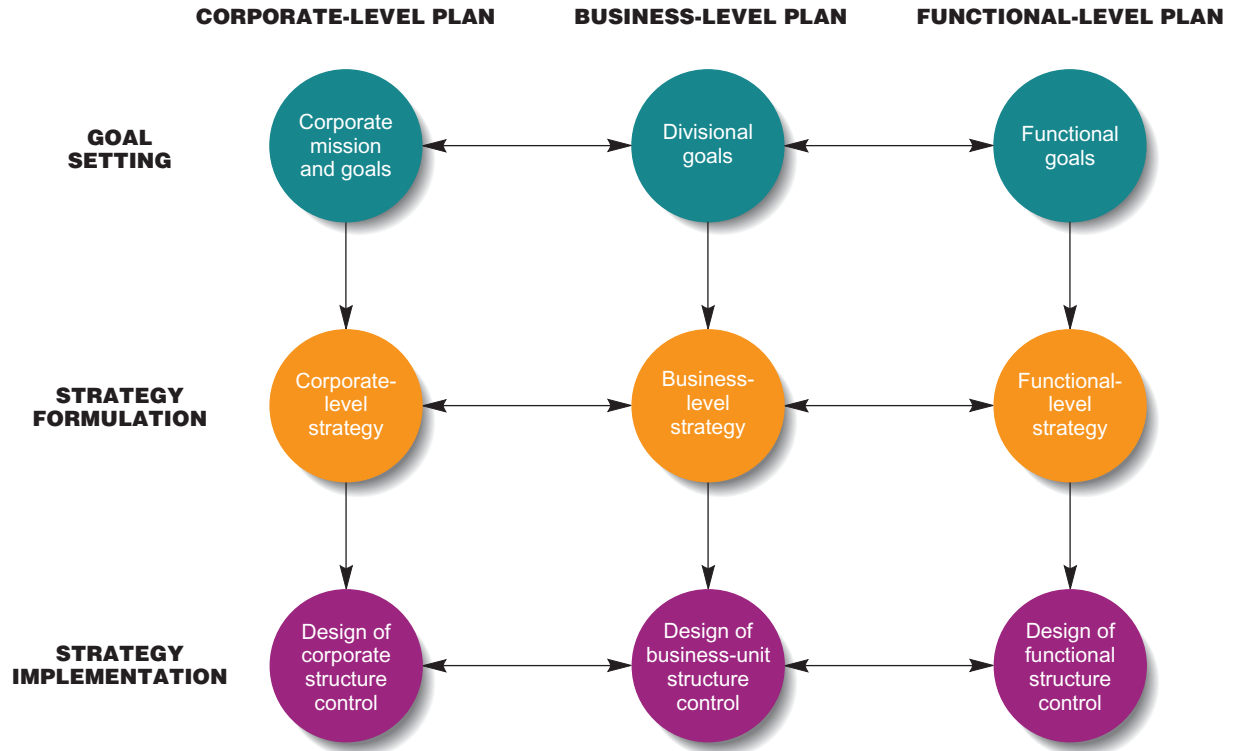 CORPORATE-LEVEL PLAN
BUSINESS-LEVEL PLAN
FUNCTIONAL-LEVEL PLAN
GOAL
SETTING
Corporate
mission
and goals
Divisional
goals
Functional
goals
STRATEGY
FORMULATION
Corporate-
level
strategy
Business-
level
strategy
Functional-
level
strategy
STRATEGY
IMPLEMENTATION
Design of
corporate
structure
control
Design of
business-unit
structure
control
Design of
functional
structure
control